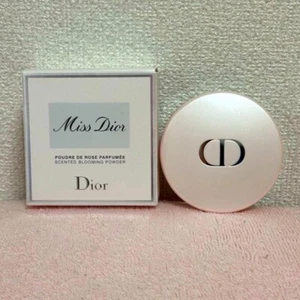 Miss Dior
POUDRE DE ROSE PARFUMÉE
SCENTED BLOOMING POWDER
Dior
CD